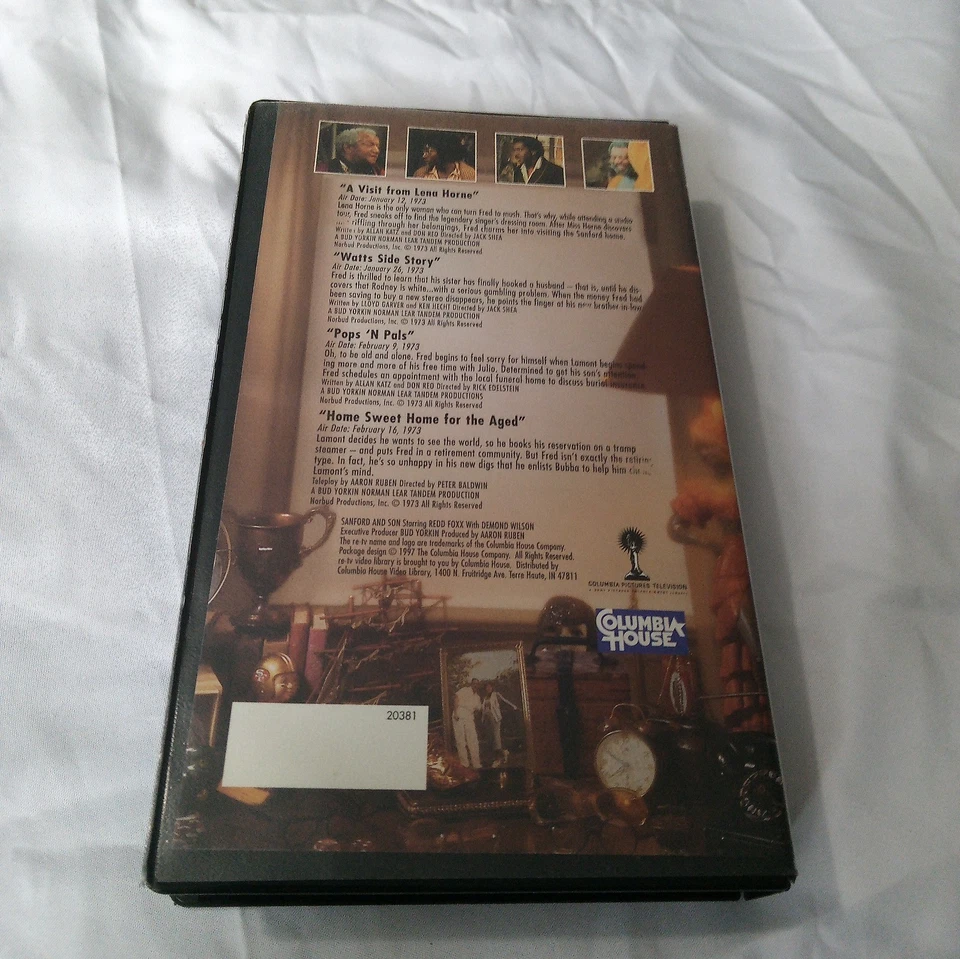 "A Visit from Lena Horne"
Air Date: January 12, 1973
Lena Horne is the only woman who can turn Fred to mush. That's why, while attending a studio
tour, Fred sneaks off to find the legendary singer's dressing room. After Miss Horne discovers
riffling through her belongings, Fred charms her into visiting the Sanford home.
Written by ALLAN KATZ and DON REO Directed by JACK SHEA
A BUD YORKIN NORMAN LEAR TANDEM PRODUCTION
Norbud Productions, Inc. © 1973 All Rights Reserved
"Watts Side Story"
Air Date: January 26, 1973
Fred is thrilled to learn that his sister has finally hooked a husband – that is, until he dis-
covers that Rodney is white...with a serious gambling problem. When the money Fred had
been saving to buy a new stereo disappears, he points the finger at his new brother-in-law.
Written by LLOYD GARVER and KEN HECHT Directed by JACK SHEA
A BUD YORKIN NORMAN LEAR TANDEM PRODUCTION
Norbud Productions, Inc. © 1973 All Rights Reserved
"Pops 'N Pals"
Air Date: February 9, 1973
Oh, to be old and alone. Fred begins to feel sorry for himself when Lamont begins spend-
ing more and more of his free time with Julio. Determined to get his son's attention,
Fred schedules an appointment with the local funeral home to discuss burial insurance.
Written by ALLAN KATZ and DON REO Directed by RICK EDELSTEIN
A BUD YORKIN NORMAN LEAR TANDEM PRODUCTIONS
Norbud Productions, Inc. © 1973 All Rights Reserved
"Home Sweet Home for the Aged"
Air Date: February 16, 1973
Lamont decides he wants to see the world, so he books his reservation on a tramp
steamer – and puts Fred in a retirement community. But Fred isn't exactly the retiring
type. In fact, he's so unhappy in his new digs that he enlists Bubba to help him
Lamont's mind.
Teleplay by AARON RUBEN Directed by PETER BALDWIN
A BUD YORKIN NORMAN LEAR TANDEM PRODUCTION
Norbud Productions, Inc. © 1973 All Rights Reserved
SANFORD AND SON Starring REDD FOXX With DEMOND WILSON
Executive Producer BUD YORKIN Produced by AARON RUBEN
The re-tv name and logo are trademarks of the Columbia House Company.
Package design © 1997 The Columbia House Company. All Rights Reserved.
re-tv video library is brought to you by Columbia House. Distributed by
Columbia House Video Library, 1400 N. Fruitridge Ave. Terre Haute, IN 47811
COLUMBIA PICTURES TELEVISION
COLUMBIA
HOUSE
20381